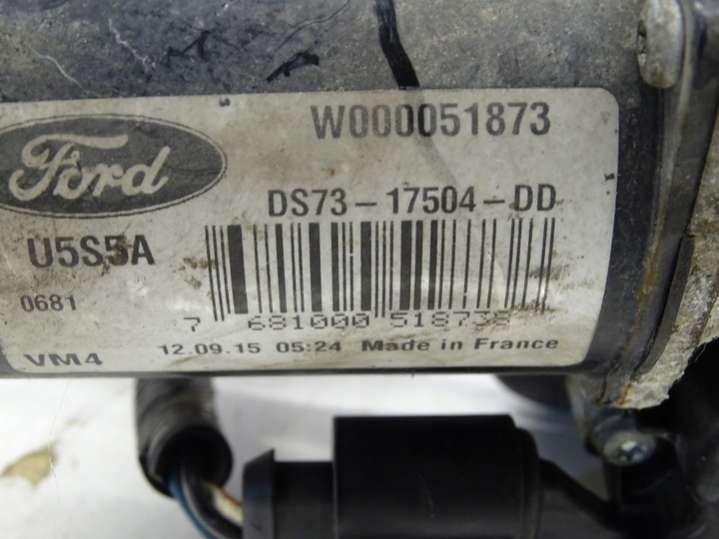 W000051873
Ford
DS73-17504-DD
U5S5A
0681
7 681000 518738
VM4
12.09.15 05:24 Made in France